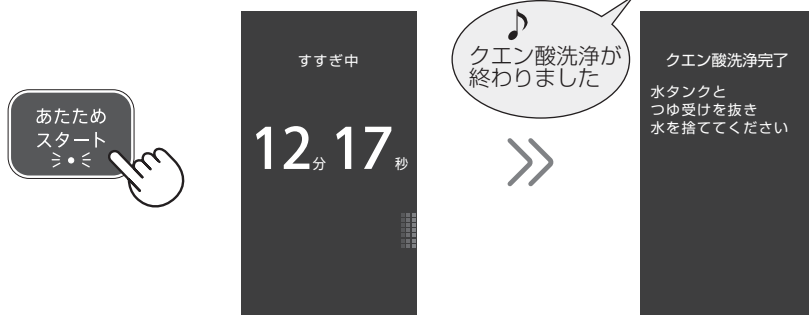 あたため
スタート
すすぎ中
12分 17秒
♪
クエン酸洗浄が
終わりました
クエン酸洗浄完了
水タンクと
つゆ受けを抜き
水を捨ててください